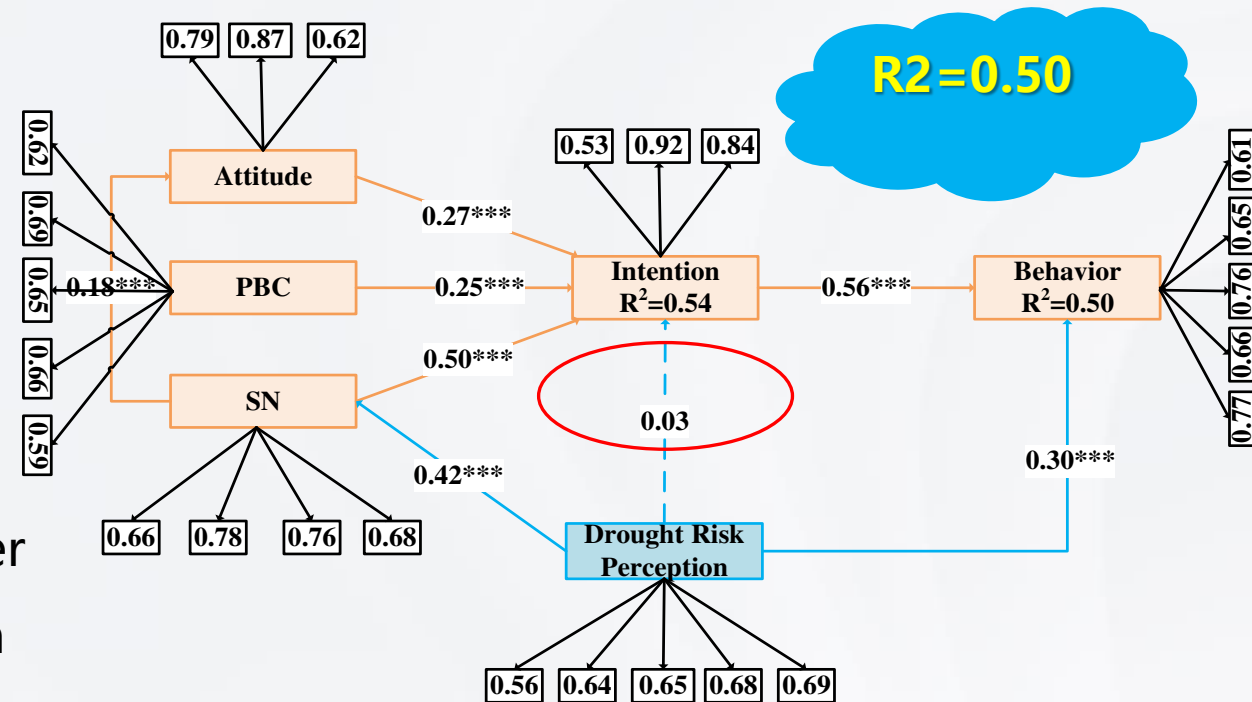 0.79 0.87 0.62
R2=0.50
0.62
0.69
0.65
0.66
0.59
Attitude
0.27***
0.53 0.92 0.84
0.61
0.65
0.76
0.66
0.77
0.18***
PBC
0.25***
Intention
R²=0.54
0.56***
Behavior
R²=0.50
0.50***
SN
0.03
0.42***
0.30***
0.66 0.78 0.76 0.68
er
Drought Risk
Perception
0.56 0.64 0.65 0.68 0.69